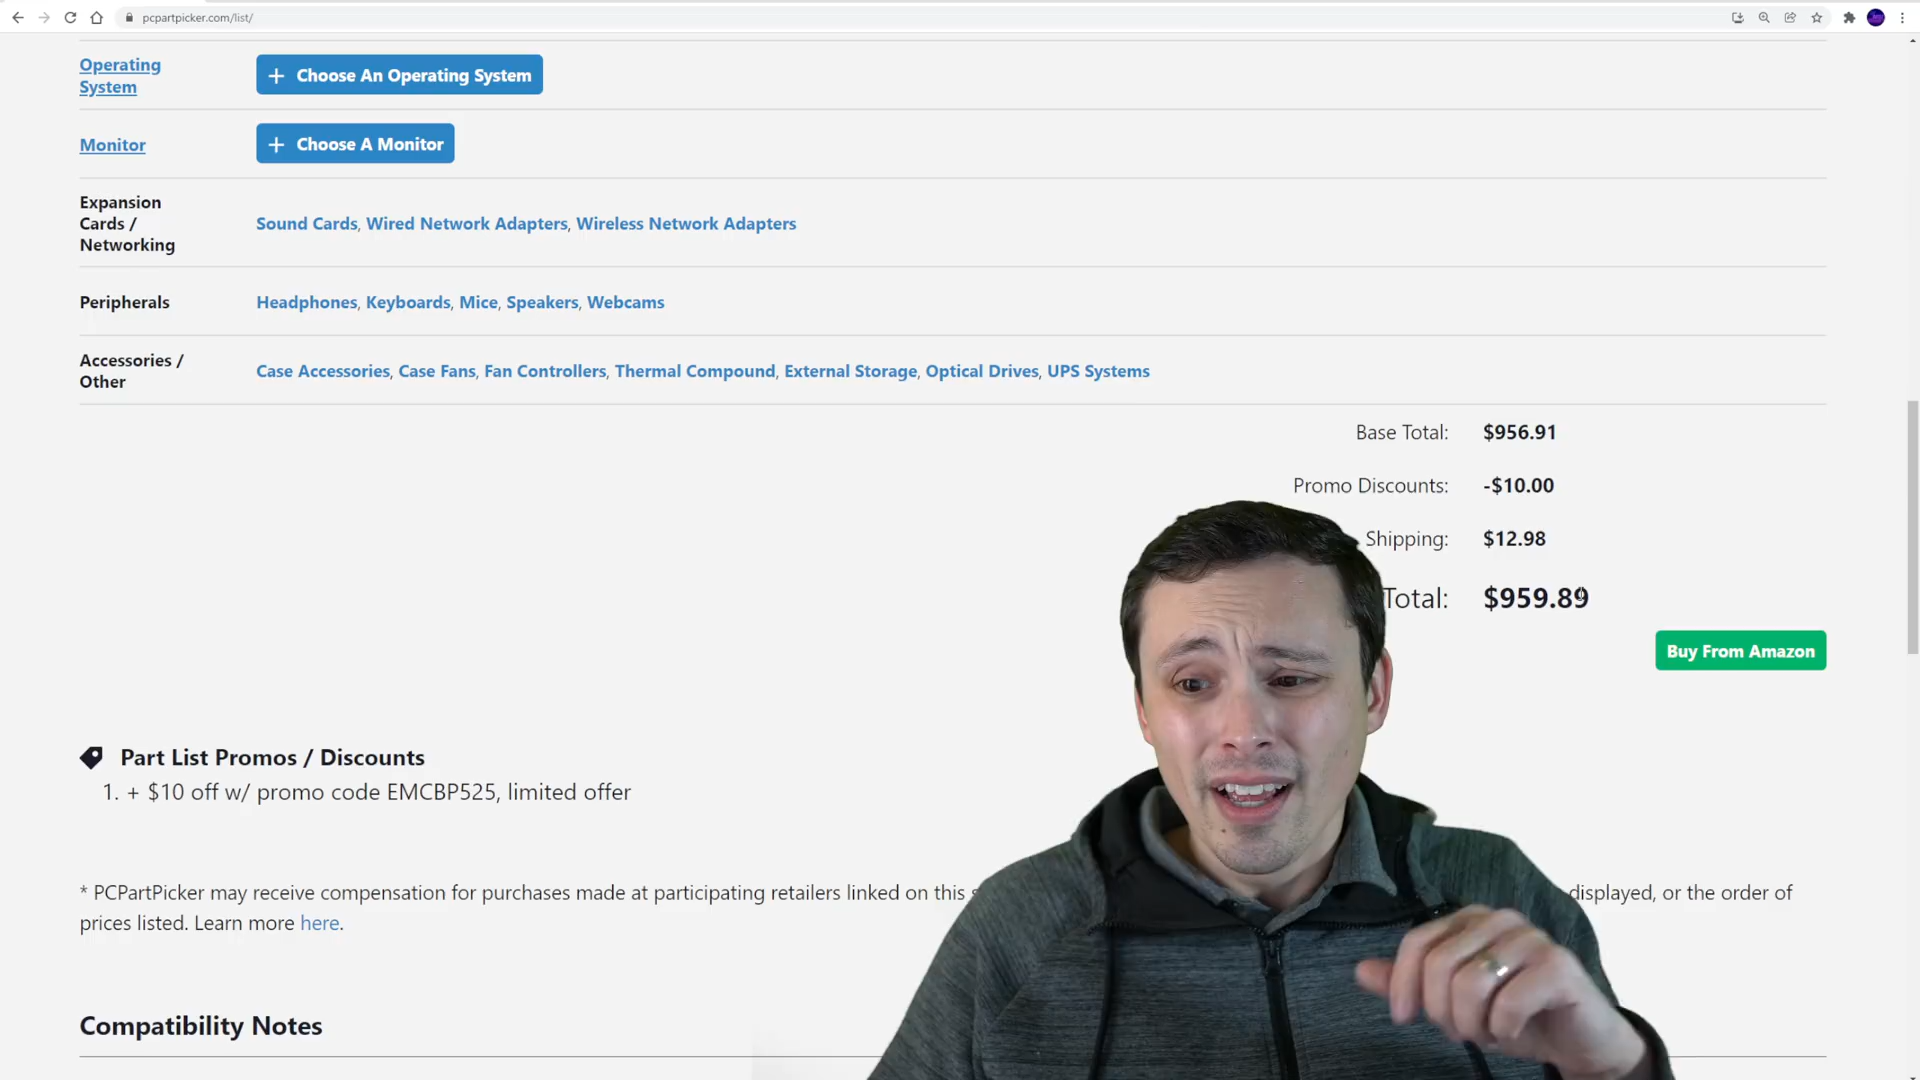 pcpartpicker.com/list/
Operating
System
+ Choose An Operating System
Monitor
+ Choose A Monitor
Expansion
Cards /
Networking
Sound Cards, Wired Network Adapters, Wireless Network Adapters
Peripherals
Headphones, Keyboards, Mice, Speakers, Webcams
Accessories /
Other
Case Accessories, Case Fans, Fan Controllers, Thermal Compound, External Storage, Optical Drives, UPS Systems
Base Total: $956.91
Promo Discounts: -$10.00
Shipping: $12.98
Total: $959.89
Buy From Amazon
Part List Promos / Discounts
1. + $10 off w/ promo code EMCBP525, limited offer
* PCPartPicker may receive compensation for purchases made at participating retailers linked on this displayed, or the order of
prices listed. Learn more here.
Compatibility Notes